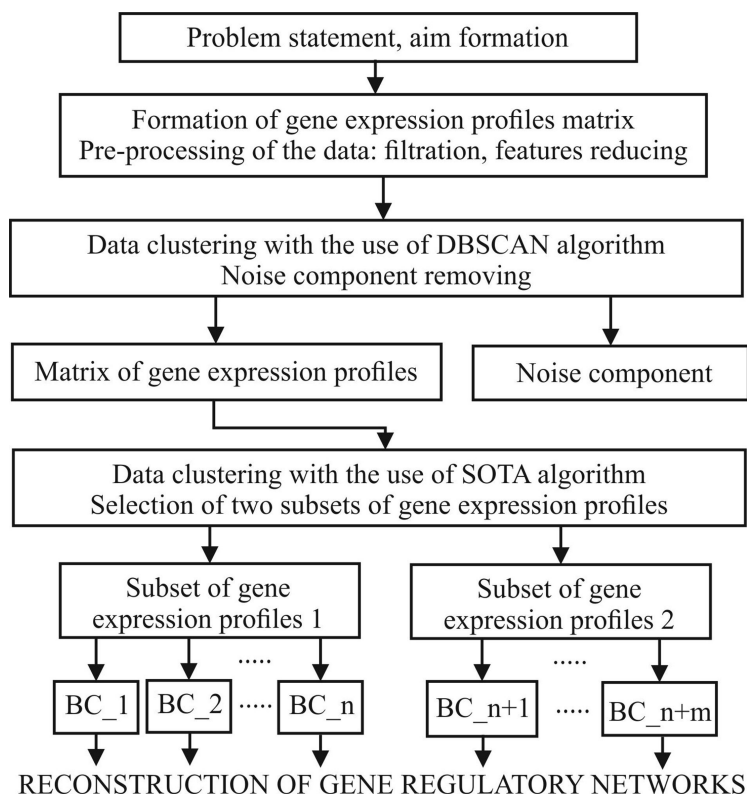 Problem statement, aim formation
Formation of gene expression profiles matrix
Pre-processing of the data: filtration, features reducing
Data clustering with the use of DBSCAN algorithm
Noise component removing
Matrix of gene expression profiles
Noise component
Data clustering with the use of SOTA algorithm
Selection of two subsets of gene expression profiles
Subset of gene
expression profiles 1
Subset of gene
expression profiles 2
.....
.....
BC_1
BC_2
.....
BC_n
BC_n+1
.....
BC_n+m
RECONSTRUCTION OF GENE REGULATORY NETWORKS